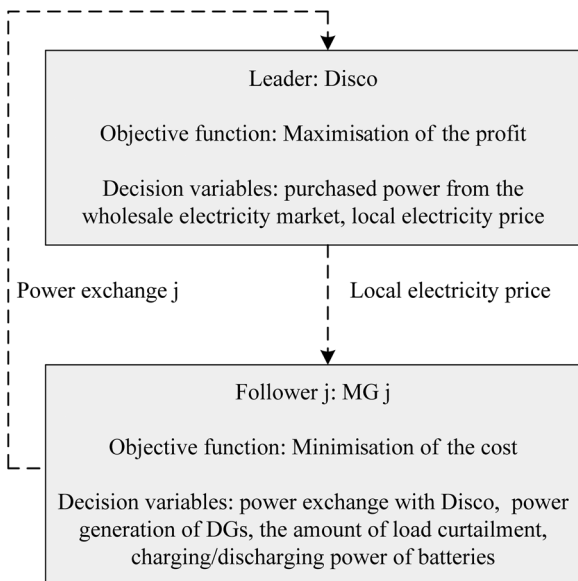 Leader: Disco
Objective function: Maximisation of the profit
Decision variables: purchased power from the
wholesale electricity market, local electricity price
Power exchange j
Local electricity price
Follower j: MG j
Objective function: Minimisation of the cost
Decision variables: power exchange with Disco, power
generation of DGs, the amount of load curtailment,
charging/discharging power of batteries